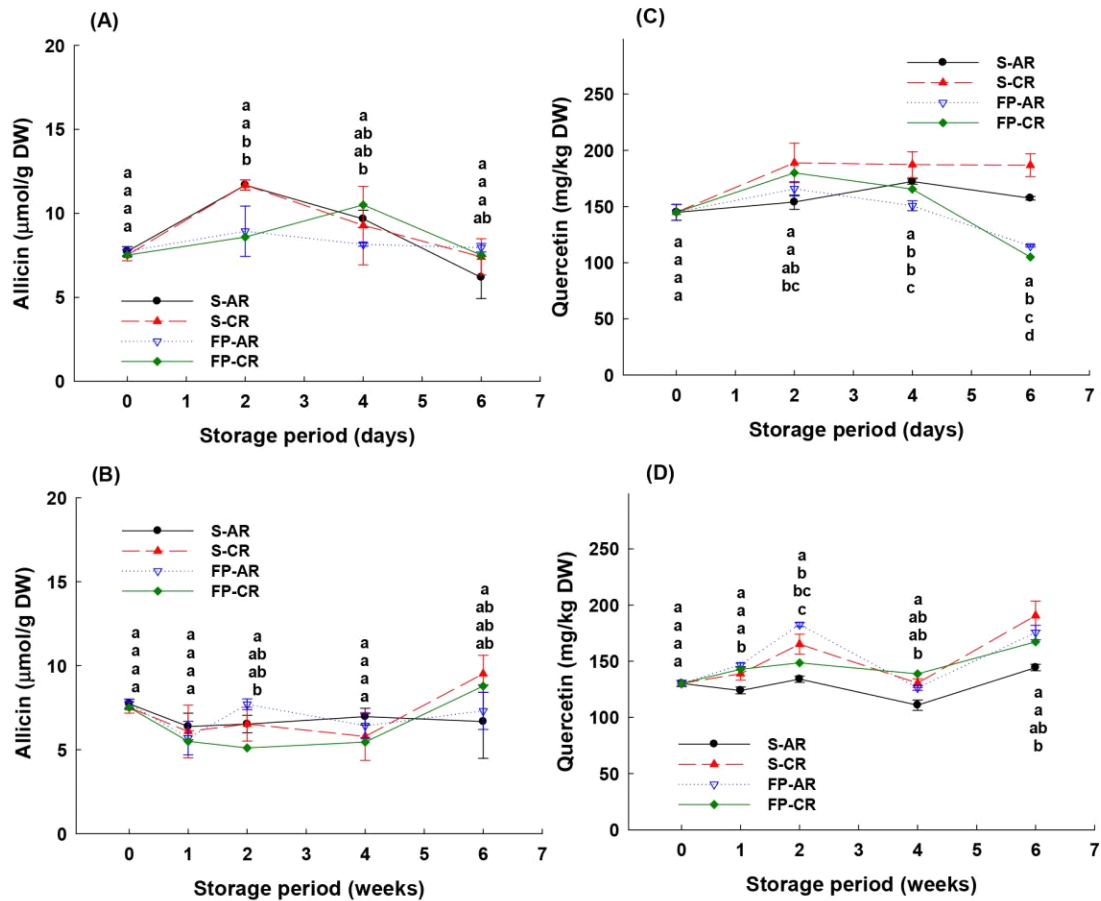 (A)
20
15
10
5
0
Allicin (μmol/g DW)
a
a
a
a
a
a
b
b
a
ab
ab
b
a
a
a
ab
S-AR
S-CR
FP-AR
FP-CR
0 1 2 3 4 5 6 7
Storage period (days)
(C)
250
200
150
100
50
0
Quercetin (mg/kg DW)
S-AR
S-CR
FP-AR
FP-CR
a
a
a
a
a
a
ab
bc
a
b
b
c
a
b
c
d
0 1 2 3 4 5 6 7
Storage period (days)
(B)
20
15
10
5
0
Allicin (μmol/g DW)
S-AR
S-CR
FP-AR
FP-CR
a
a
a
a
a
a
a
a
a
ab
ab
b
a
a
a
a
a
ab
ab
ab
0 1 2 3 4 5 6 7
Storage period (weeks)
(D)
250
200
150
100
50
0
Quercetin (mg/kg DW)
a
a
a
a
a
a
a
b
a
b
bc
c
a
ab
ab
b
a
a
ab
b
S-AR
S-CR
FP-AR
FP-CR
0 1 2 3 4 5 6 7
Storage period (weeks)